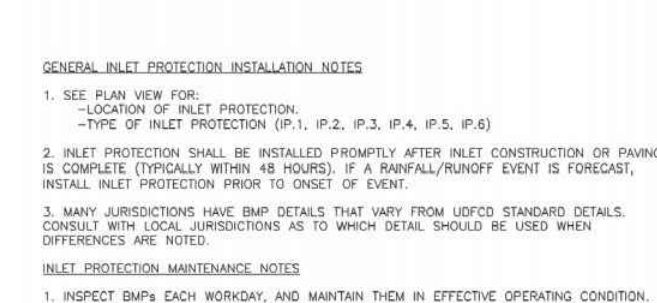 GENERAL INLET PROTECTION INSTALLATION NOTES
1. SEE PLAN VIEW FOR:
-LOCATION OF INLET PROTECTION.
-TYPE OF INLET PROTECTION (IP.1, IP.2, IP.3, IP.4, IP.5, IP.6)
2. INLET PROTECTION SHALL BE INSTALLED PROMPTLY AFTER INLET CONSTRUCTION OR PAVING
IS COMPLETE (TYPICALLY WITHIN 48 HOURS). IF A RAINFALL/RUNOFF EVENT IS FORECAST,
INSTALL INLET PROTECTION PRIOR TO ONSET OF EVENT.
3. MANY JURISDICTIONS HAVE BMP DETAILS THAT VARY FROM UDFCD STANDARD DETAILS.
CONSULT WITH LOCAL JURISDICTIONS AS TO WHICH DETAIL SHOULD BE USED WHEN
DIFFERENCES ARE NOTED.
INLET PROTECTION MAINTENANCE NOTES
1. INSPECT BMPs EACH WORKDAY, AND MAINTAIN THEM IN EFFECTIVE OPERATING CONDITION.